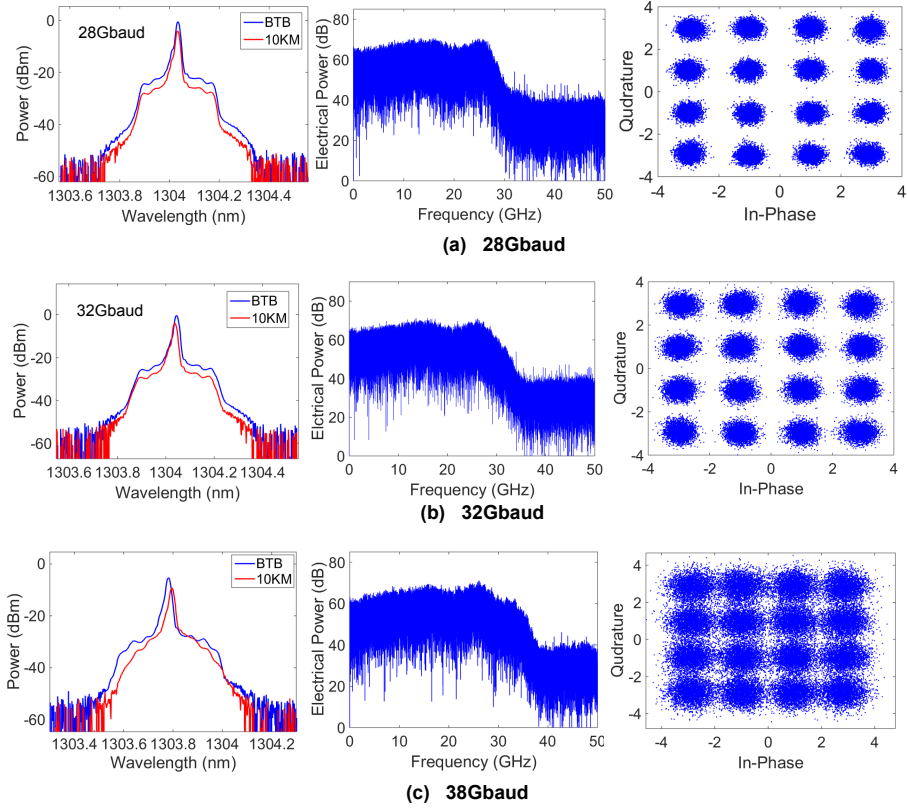 28Gbaud
BTB
10KM
Power (dBm)
0
-20
-40
-60
1303.6 1303.8 1304 1304.2 1304.4
Wavelength (nm)
Electrical Power (dB)
80
60
40
20
0
0 10 20 30 40 50
Frequency (GHz)
Qudrature
4
2
0
-2
-4
-4 -2 0 2 4
In-Phase
(a) 28Gbaud
32Gbaud
BTB
10KM
Power (dBm)
0
-20
-40
-60
1303.6 1303.8 1304 1304.2 1304.4
Wavelength (nm)
Elctrical Power (dB)
80
60
40
20
0
0 10 20 30 40 50
Frequency (GHz)
Qudrature
4
2
0
-2
-4
-4 -2 0 2 4
In-Phase
(b) 32Gbaud
BTB
10KM
Power (dBm)
0
-20
-40
-60
1303.4 1303.6 1303.8 1304 1304.2
Wavelength (nm)
Electrical Power (dB)
80
60
40
20
0
0 10 20 30 40 50
Frequency (GHz)
Qudrature
4
2
0
-2
-4
-4 -2 0 2 4
In-Phase
(c) 38Gbaud